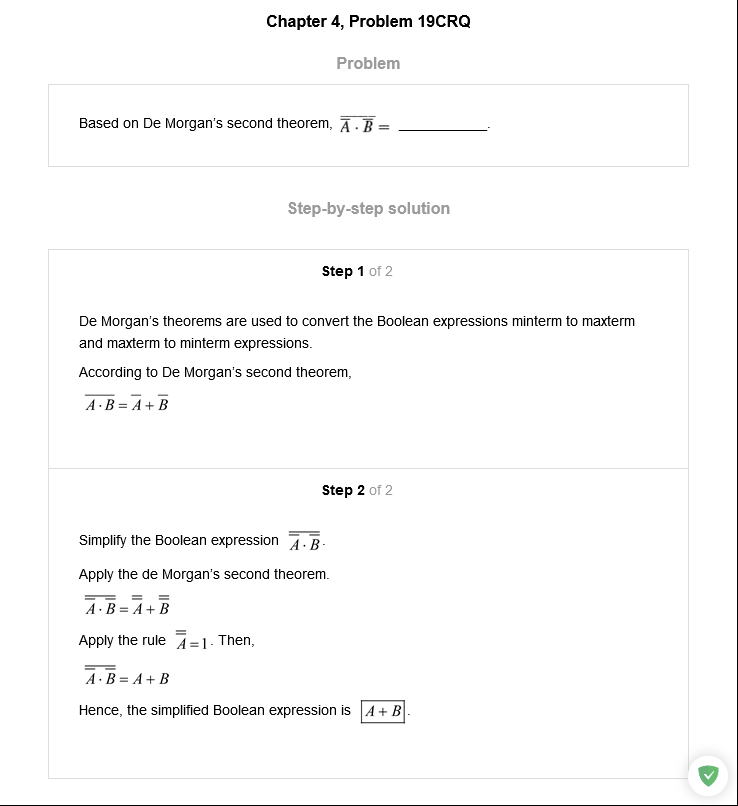 Chapter 4, Problem 19CRQ
Problem
Based on De Morgan's second theorem, $\overline{\overline{\overline{A}} \cdot \overline{\overline{B}}} =$ ____________.
Step-by-step solution
Step 1 of 2
De Morgan's theorems are used to convert the Boolean expressions minterm to maxterm
and maxterm to minterm expressions.
According to De Morgan's second theorem,
$\overline{A \cdot B} = \overline{A} + \overline{B}$
Step 2 of 2
Simplify the Boolean expression $\overline{\overline{A} \cdot \overline{B}}$.
Apply the de Morgan's second theorem.
$\overline{\overline{A} \cdot \overline{B}} = \overline{\overline{A}} + \overline{\overline{B}}$
Apply the rule $\overline{\overline{A}} = 1$. Then,
$\overline{\overline{A} \cdot \overline{B}} = A + B$
Hence, the simplified Boolean expression is $A + B$.